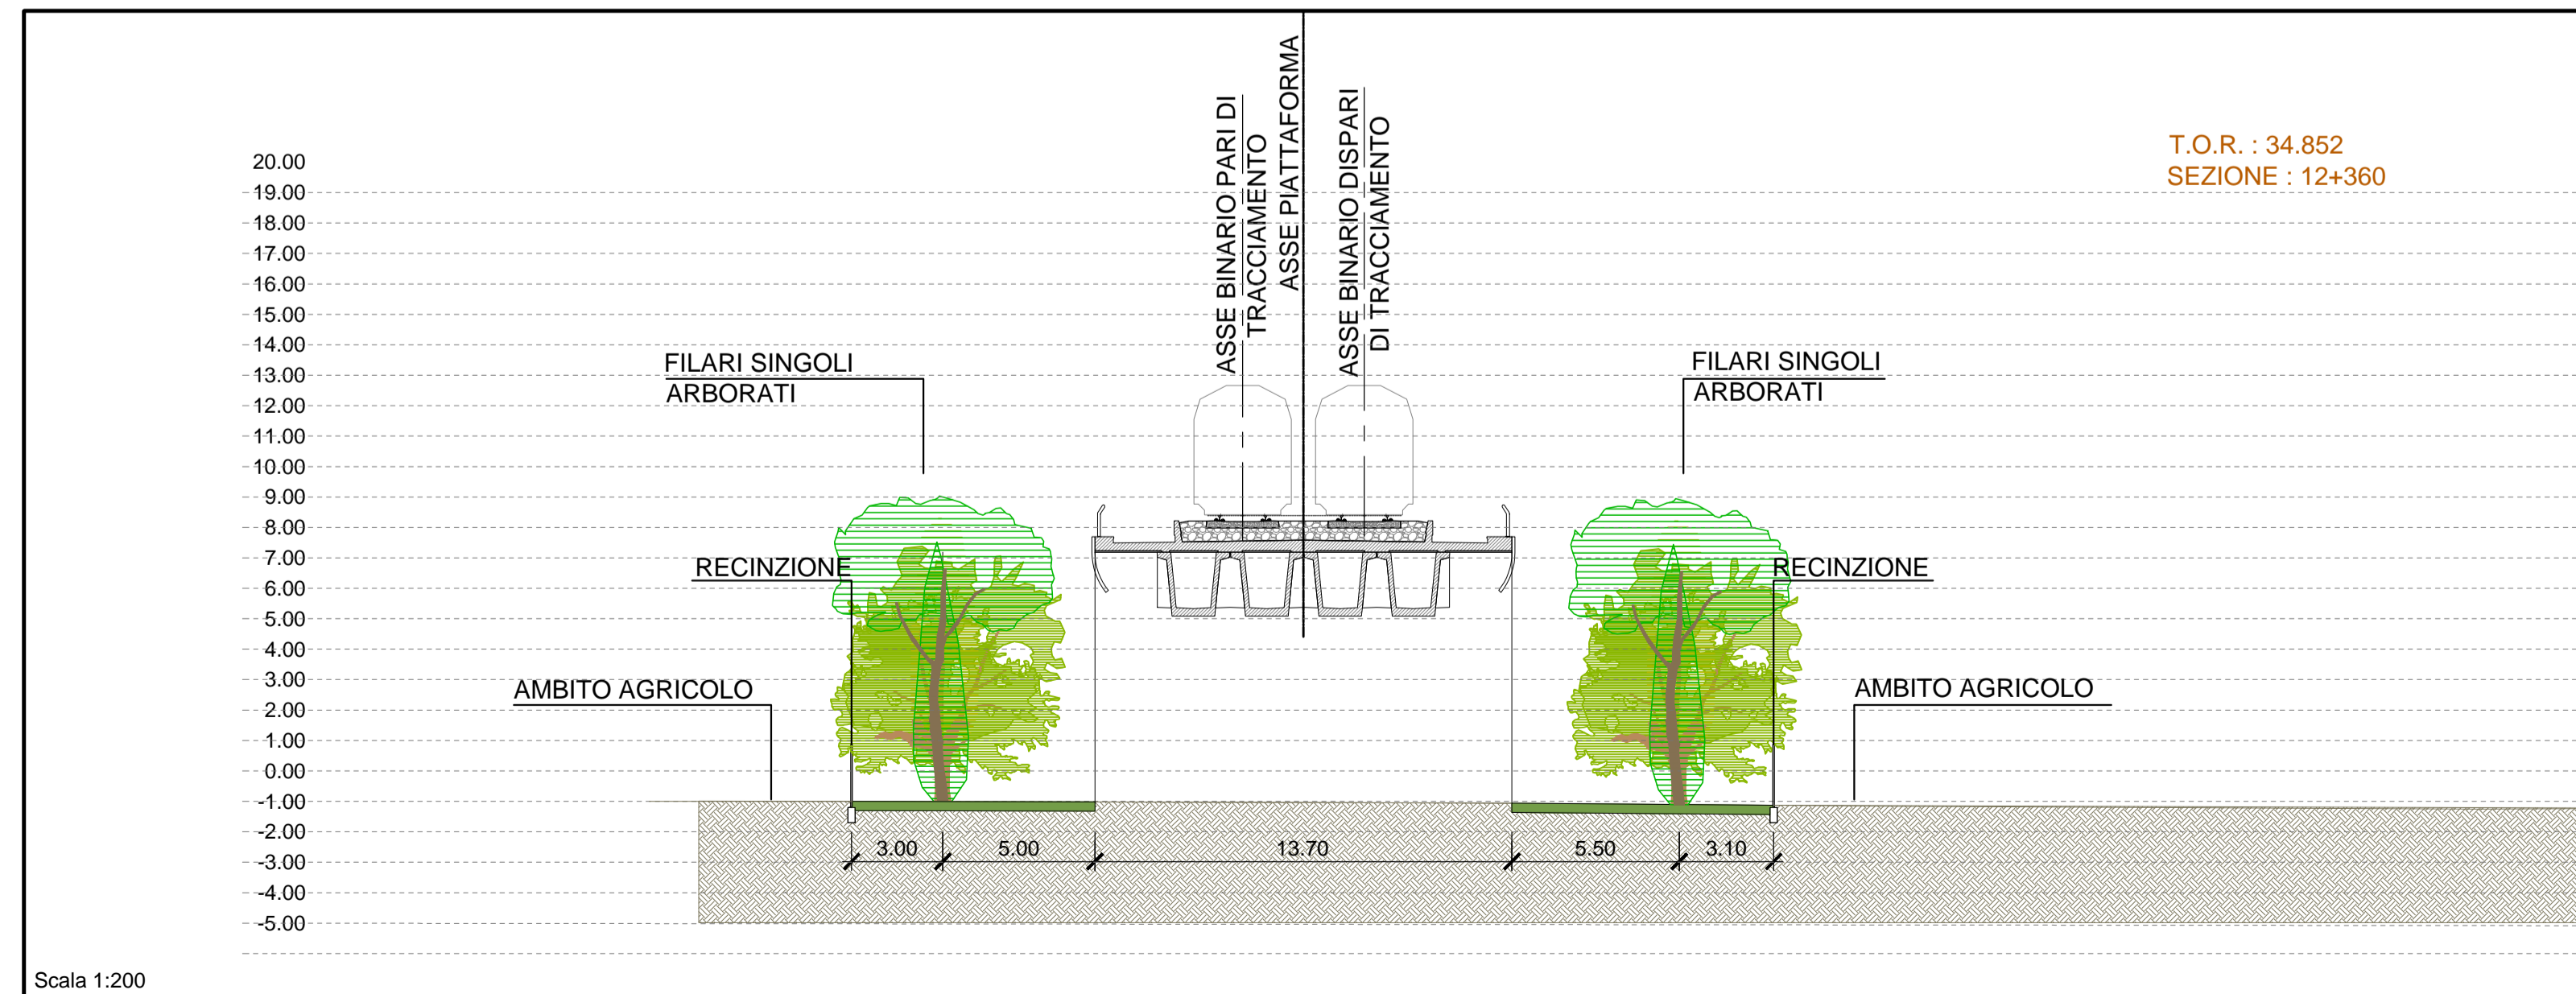 ASSE BINARIO PARI DI
TRACCIAMENTO
ASSE PIATTAFORMA
ASSE BINARIO DISPARI
DI TRACCIAMENTO
T.O.R. : 34.852
SEZIONE : 12+360
20.00
19.00
18.00
17.00
16.00
15.00
14.00
13.00
12.00
11.00
10.00
9.00
8.00
7.00
6.00
5.00
4.00
3.00
2.00
1.00
0.00
-1.00
-2.00
-3.00
-4.00
-5.00
FILARI SINGOLI
ARBORATI
FILARI SINGOLI
ARBORATI
RECINZIONE
RECINZIONE
AMBITO AGRICOLO
AMBITO AGRICOLO
3.00
5.00
13.70
5.50
3.10
Scala 1:200